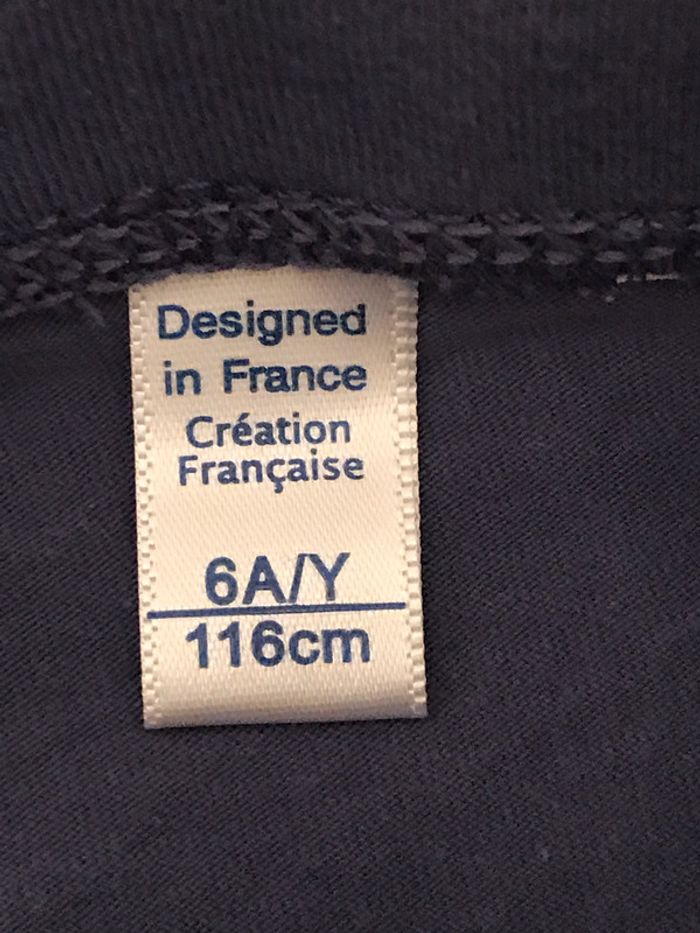 Designed
in France
Création
Française
6A/Y
116cm